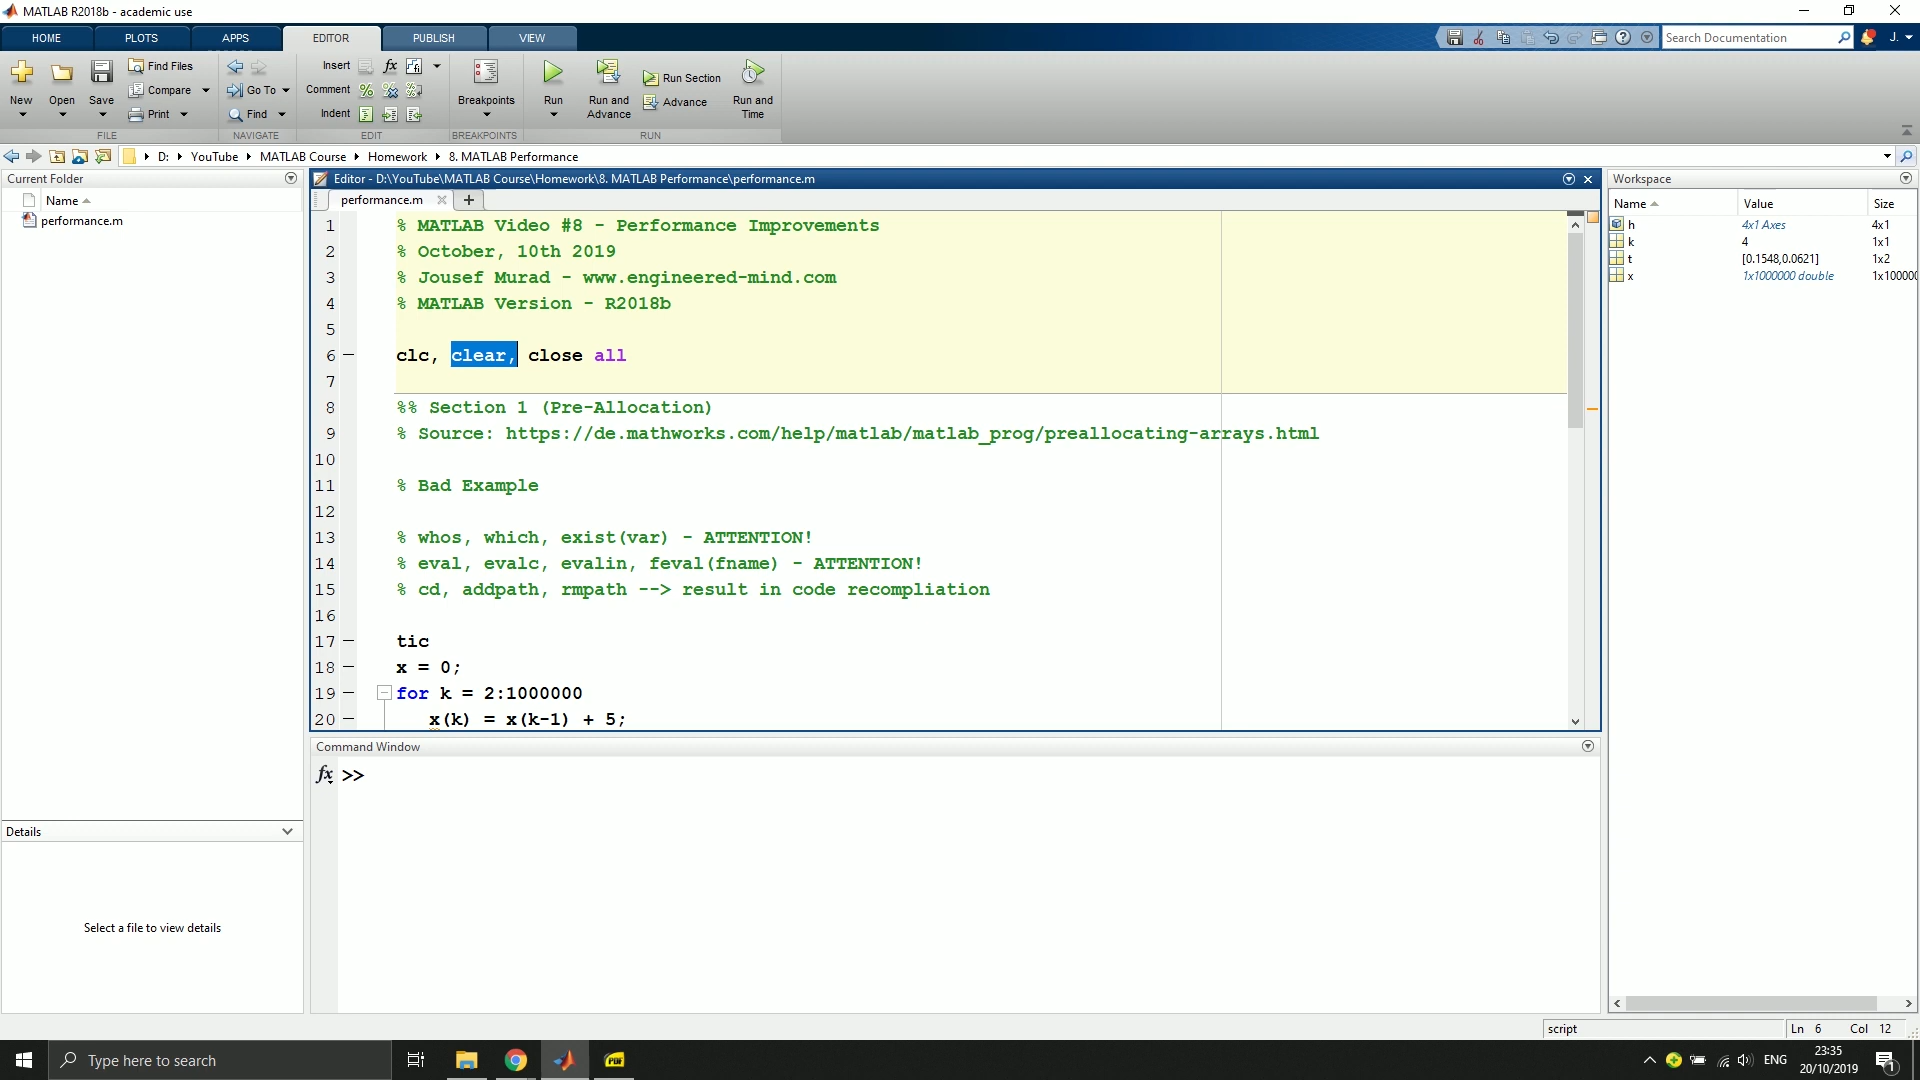 MATLAB R2018b - academic use
HOME PLOTS APPS EDITOR PUBLISH VIEW
Search Documentation
J.
New Open Save Find Files Compare Print
FILE
Go To Find
NAVIGATE
Insert fx
Comment
Indent
EDIT
Breakpoints
BREAKPOINTS
Run Run and Advance Run Section Advance Run and Time
RUN
D: YouTube MATLAB Course Homework 8. MATLAB Performance
Current Folder
Name
performance.m
Details
Select a file to view details
Editor - D:\YouTube\MATLAB Course\Homework\8. MATLAB Performance\performance.m
performance.m
1 % MATLAB Video #8 - Performance Improvements
2 % October, 10th 2019
3 % Jousef Murad - www.engineered-mind.com
4 % MATLAB Version - R2018b
5
6 clc, clear, close all
7
8 %% Section 1 (Pre-Allocation)
9 % Source: https://de.mathworks.com/help/matlab/matlab_prog/preallocating-arrays.html
10
11 % Bad Example
12
13 % whos, which, exist(var) - ATTENTION!
14 % eval, evalc, evalin, feval(fname) - ATTENTION!
15 % cd, addpath, rmpath --> result in code recompliation
16
17 tic
18 x = 0;
19 for k = 2:1000000
20 x(k) = x(k-1) + 5;
Command Window
fx >>
Workspace
Name Value Size
h 4x1 Axes 4x1
k 4 1x1
t [0.1548,0.0621] 1x2
x 1x1000000 double 1x100000
script Ln 6 Col 12
Type here to search
PDF
ENG
23:35
20/10/2019
1